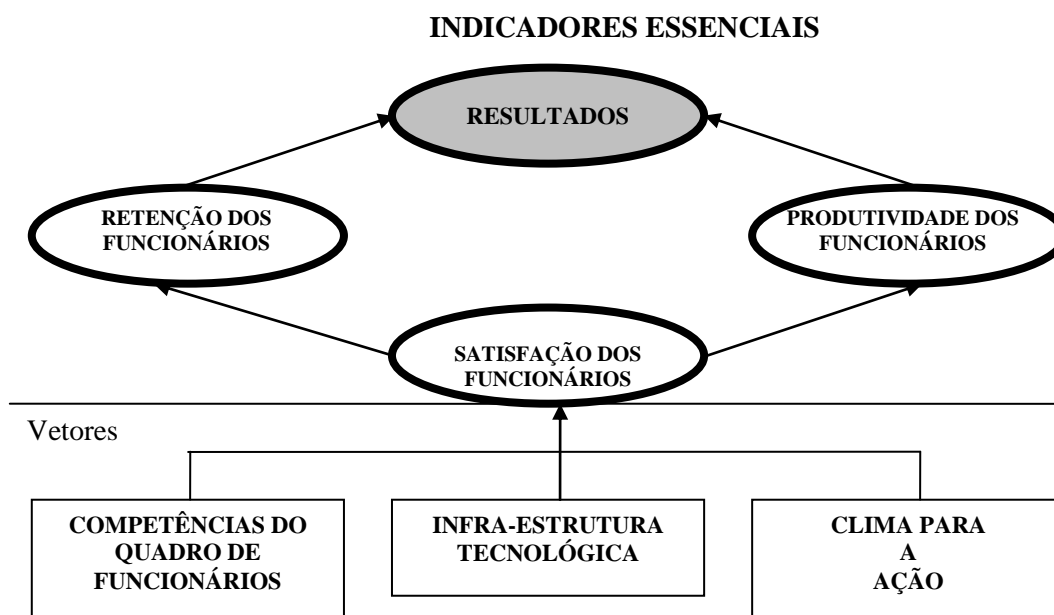 INDICADORES ESSENCIAIS
RESULTADOS
RETENÇÃO DOS
FUNCIONÁRIOS
PRODUTIVIDADE DOS
FUNCIONÁRIOS
SATISFAÇÃO DOS
FUNCIONÁRIOS
Vetores
COMPETÊNCIAS DO
QUADRO DE
FUNCIONÁRIOS
INFRA-ESTRUTURA
TECNOLÓGICA
CLIMA PARA
A
AÇÃO